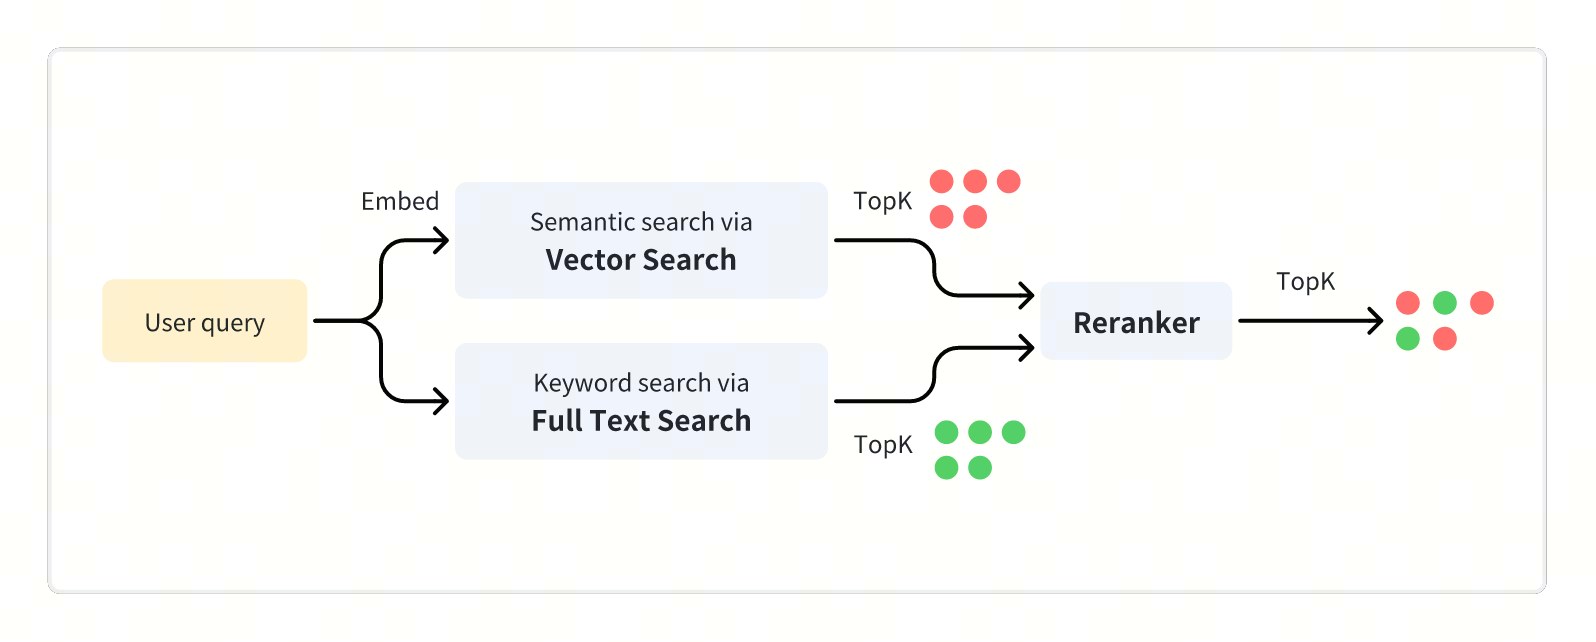 User query
Embed
Semantic search via
Vector Search
TopK
Keyword search via
Full Text Search
TopK
Reranker
TopK